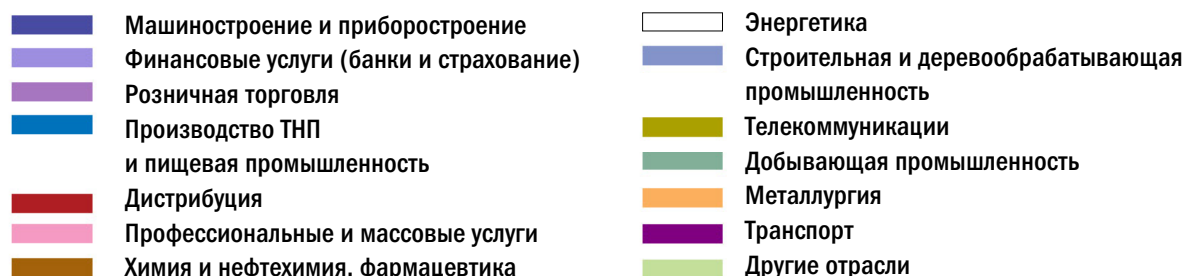 Машиностроение и приборостроение
Финансовые услуги (банки и страхование)
Розничная торговля
Производство ТНП
и пищевая промышленность
Дистрибуция
Профессиональные и массовые услуги
Химия и нефтехимия, фармацевтика
Энергетика
Строительная и деревообрабатывающая
промышленность
Телекоммуникации
Добывающая промышленность
Металлургия
Транспорт
Другие отрасли